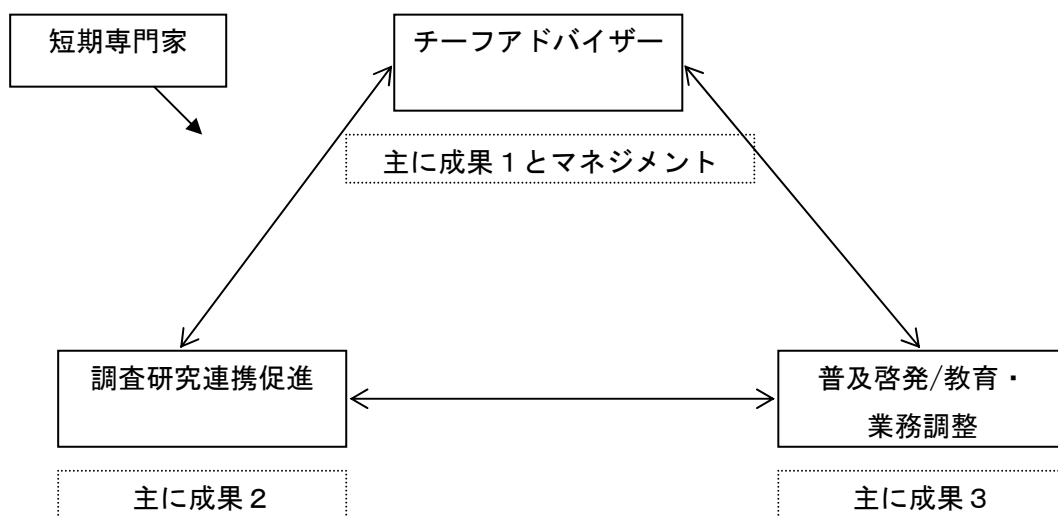 短期専門家
チーフアドバイザー
主に成果１とマネジメント
調査研究連携促進
普及啓発/教育・
業務調整
主に成果２
主に成果３